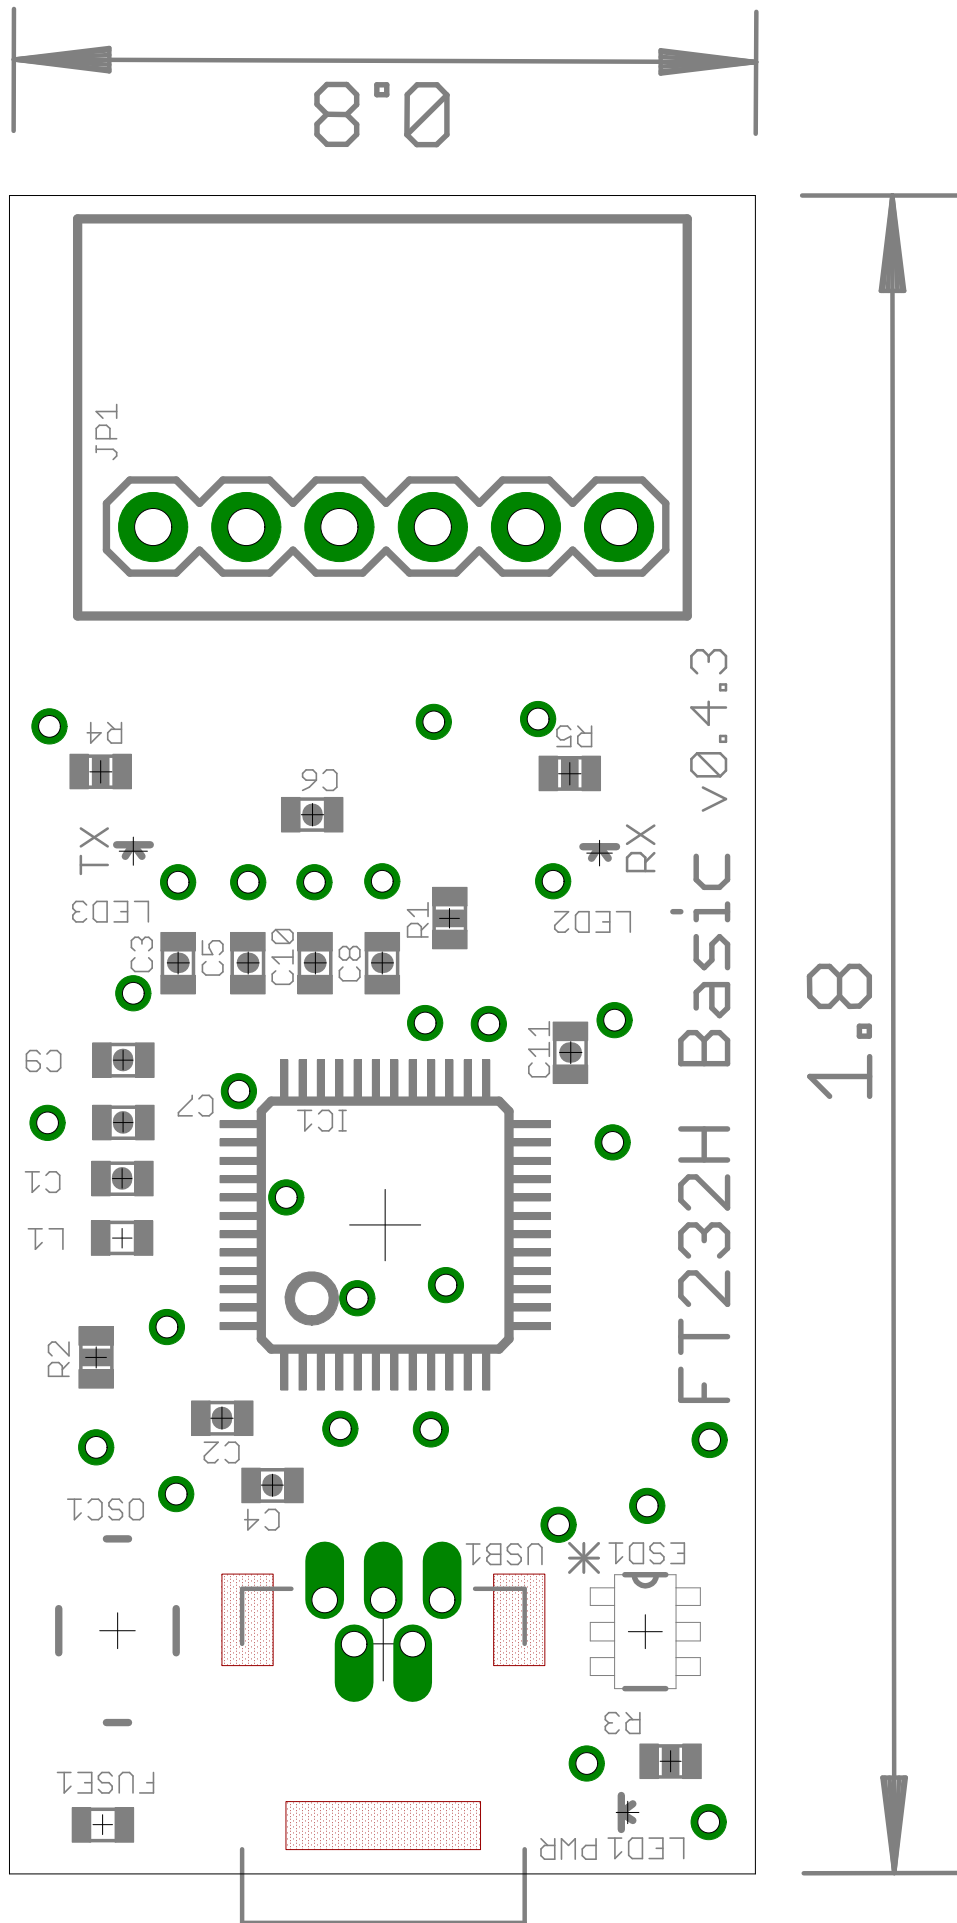 0.8
JP1
R4
R5
C6
v0.4.3
TX
RX
LED3
LED2
R1
C3
C5
C10
C8
C9
C11
C7
IC1
C1
L1
FT232H Basic
1.8
R2
C2
OSC1
C4
USB1
ESD1
R3
FUSE1
PWR
LED1